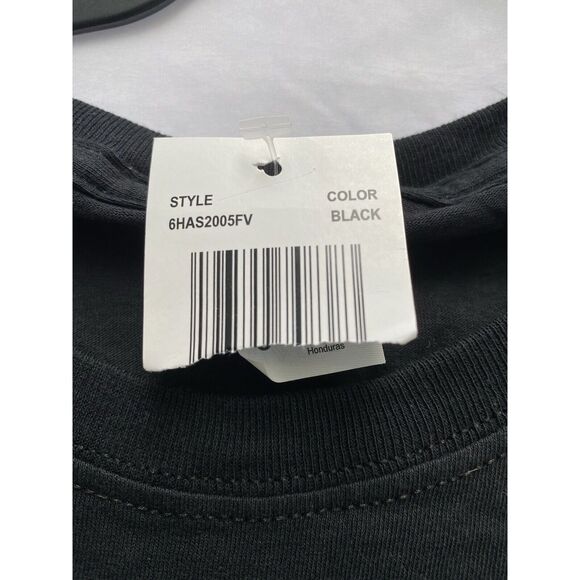 STYLE COLOR
6HAS2005FV BLACK
Honduras